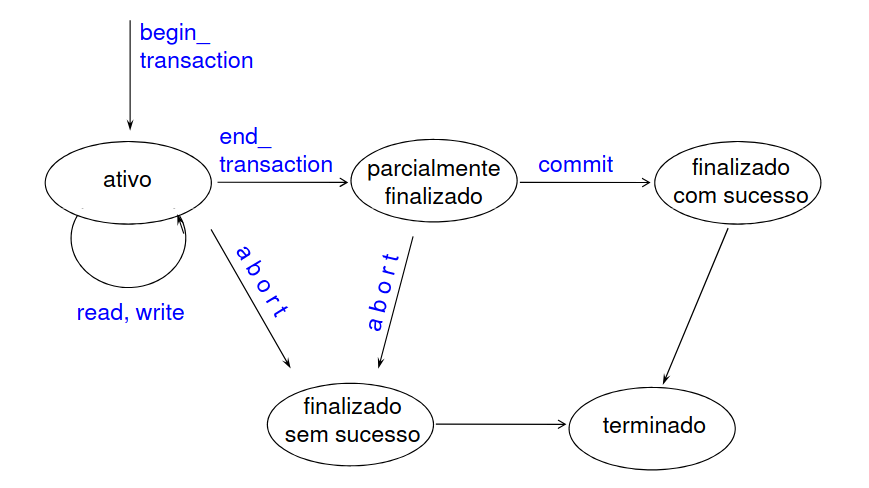 begin_
transaction
end_
transaction
ativo
parcialmente
finalizado
commit
finalizado
com sucesso
abort
abort
read, write
finalizado
sem sucesso
terminado